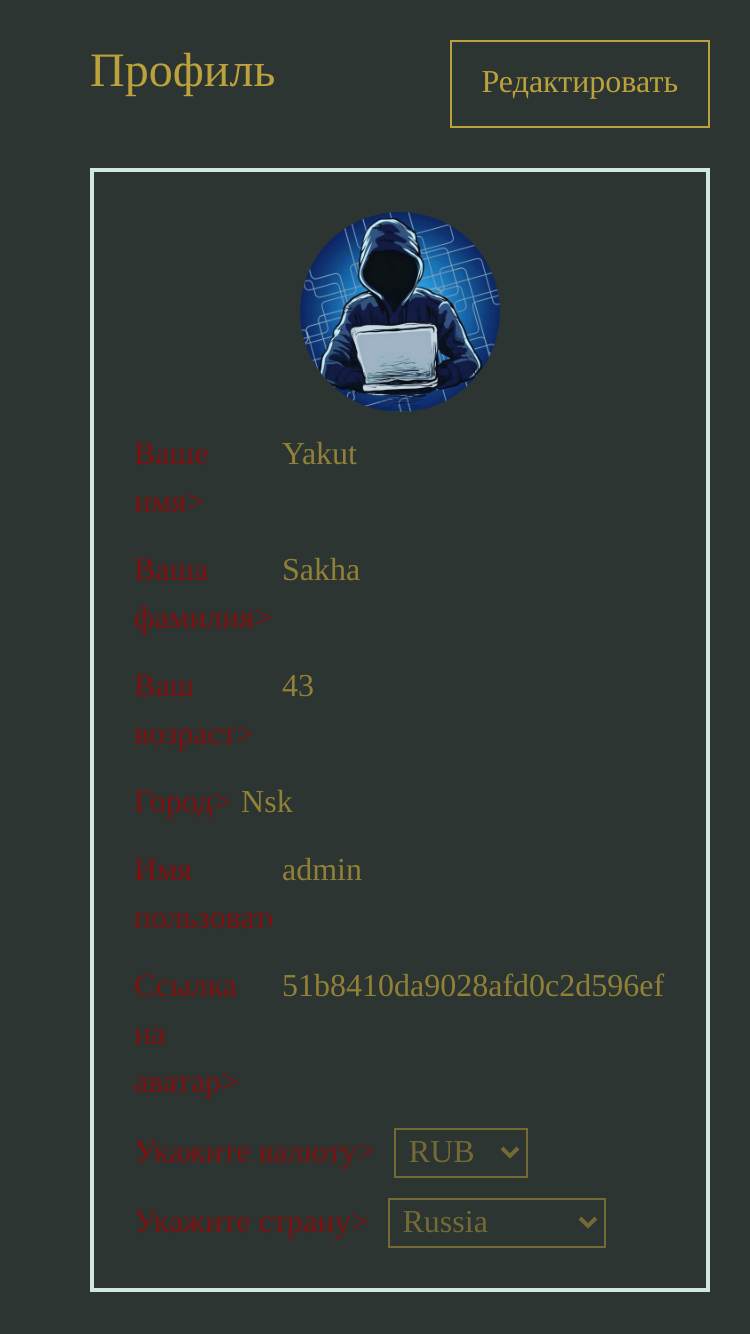 Профиль
Редактировать
Ваше
имя>
Yakut
Ваша
фамилия>
Sakha
Ваш
возраст>
43
Город> Nsk
Имя
пользоват
admin
Ссылка
на
аватар>
51b8410da9028afd0c2d596ef
Укажите валюту> RUB
Укажите страну> Russia